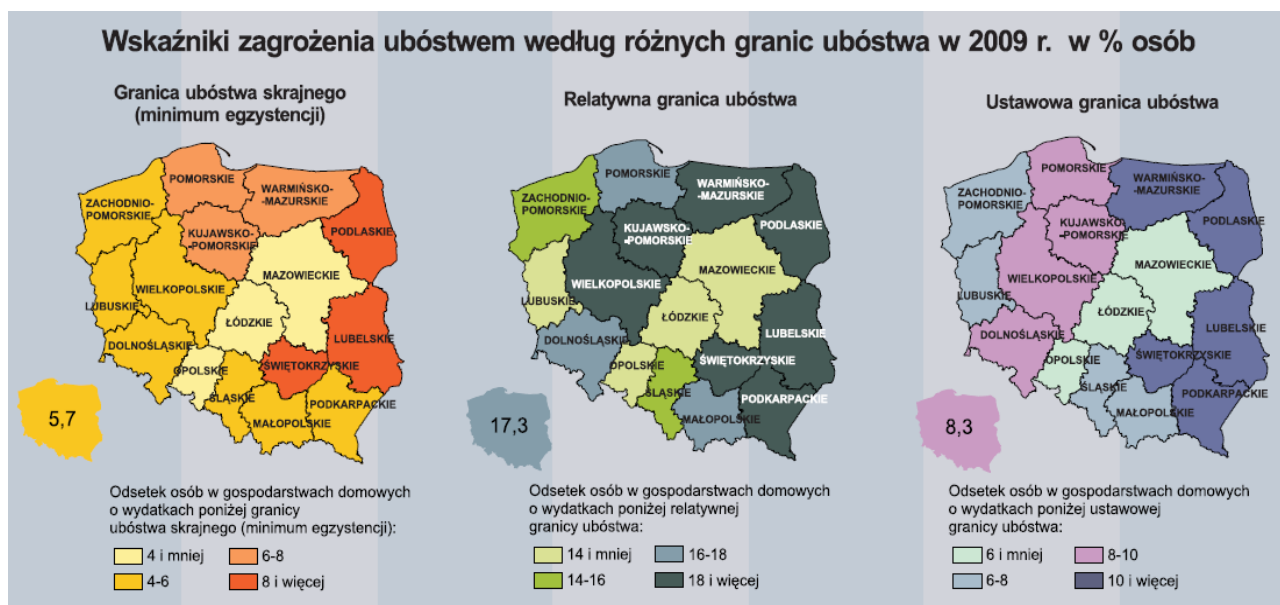 Wskaźniki zagrożenia ubóstwem według różnych granic ubóstwa w 2009 r. w % osób
Granica ubóstwa skrajnego
(minimum egzystencji)
POMORSKIE
WARMIŃSKO-
-MAZURSKIE
ZACHODNIO-
POMORSKIE
KUJAWSKO-
-POMORSKIE
PODLASKIE
MAZOWIECKIE
WIELKOPOLSKIE
LUBUSKIE
ŁÓDZKIE
LUBELSKIE
DOLNOŚLĄSKIE
ŚWIĘTOKRZYSKIE
OPOLSKIE
ŚLĄSKIE
PODKARPACKIE
MAŁOPOLSKIE
5,7
Odsetek osób w gospodarstwach domowych
o wydatkach poniżej granicy
ubóstwa skrajnego (minimum egzystencji):
4 i mniej
6-8
4-6
8 i więcej
Relatywna granica ubóstwa
POMORSKIE
WARMIŃSKO-
-MAZURSKIE
ZACHODNIO-
POMORSKIE
KUJAWSKO-
-POMORSKIE
PODLASKIE
MAZOWIECKIE
WIELKOPOLSKIE
LUBUSKIE
ŁÓDZKIE
LUBELSKIE
DOLNOŚLĄSKIE
ŚWIĘTOKRZYSKIE
OPOLSKIE
ŚLĄSKIE
PODKARPACKIE
MAŁOPOLSKIE
17,3
Odsetek osób w gospodarstwach domowych
o wydatkach poniżej relatywnej
granicy ubóstwa:
14 i mniej
16-18
14-16
18 i więcej
Ustawowa granica ubóstwa
POMORSKIE
WARMIŃSKO-
-MAZURSKIE
ZACHODNIO-
POMORSKIE
KUJAWSKO-
-POMORSKIE
PODLASKIE
MAZOWIECKIE
WIELKOPOLSKIE
LUBUSKIE
ŁÓDZKIE
LUBELSKIE
DOLNOŚLĄSKIE
ŚWIĘTOKRZYSKIE
OPOLSKIE
ŚLĄSKIE
PODKARPACKIE
MAŁOPOLSKIE
8,3
Odsetek osób w gospodarstwach domowych
o wydatkach poniżej ustawowej
granicy ubóstwa:
6 i mniej
8-10
6-8
10 i więcej